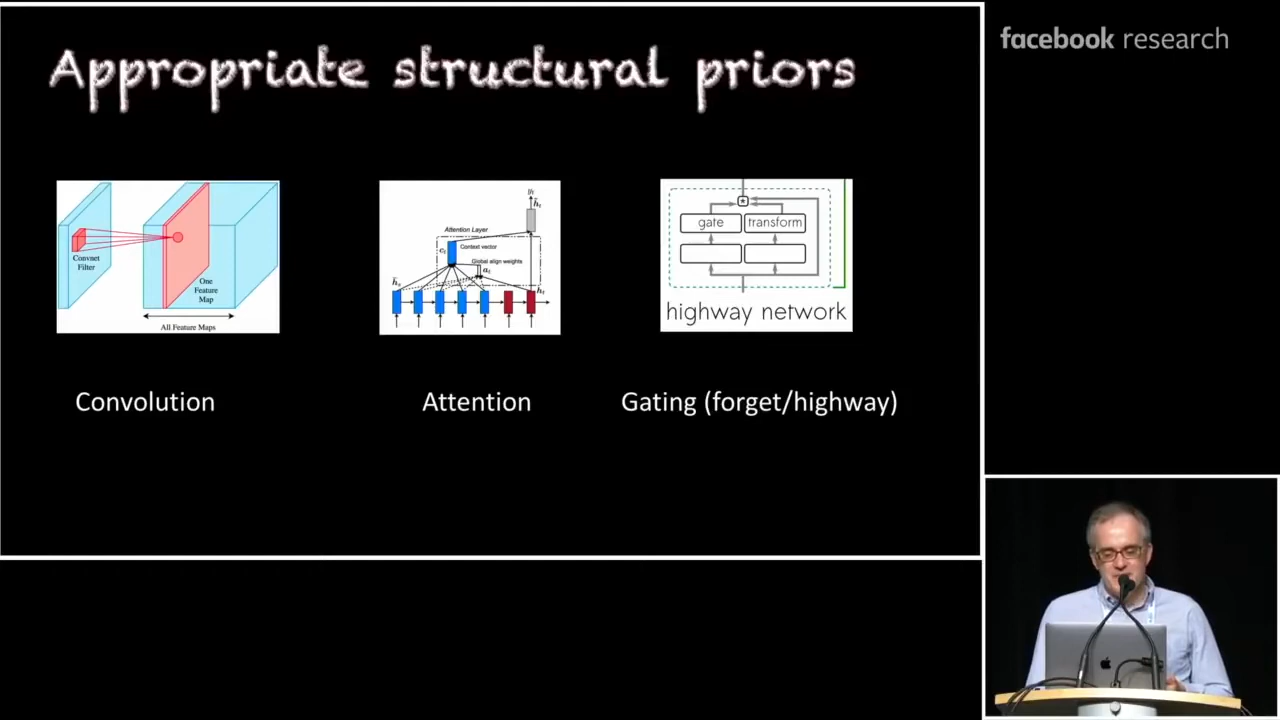 Appropriate structural priors
facebook research
Convnet
Filter
One
Feature
Map
All Feature Maps
Attention Layer
Context vector
Global align weights
gate
transform
highway network
Convolution
Attention
Gating (forget/highway)